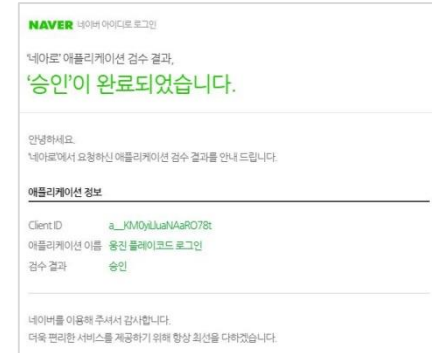 NAVER 네이버 아이디로 로그인
'네아로' 애플리케이션 검수 결과,
'승인'이 완료되었습니다.
안녕하세요.
'네아로'에서 요청하신 애플리케이션 검수 결과를 안내 드립니다.
애플리케이션 정보
Client ID
애플리케이션 이름 웅진 플레이코드 로그인
검수 결과 승인
네이버를 이용해 주셔서 감사합니다.
더욱 편리한 서비스를 제공하기 위해 항상 최선을 다하겠습니다.